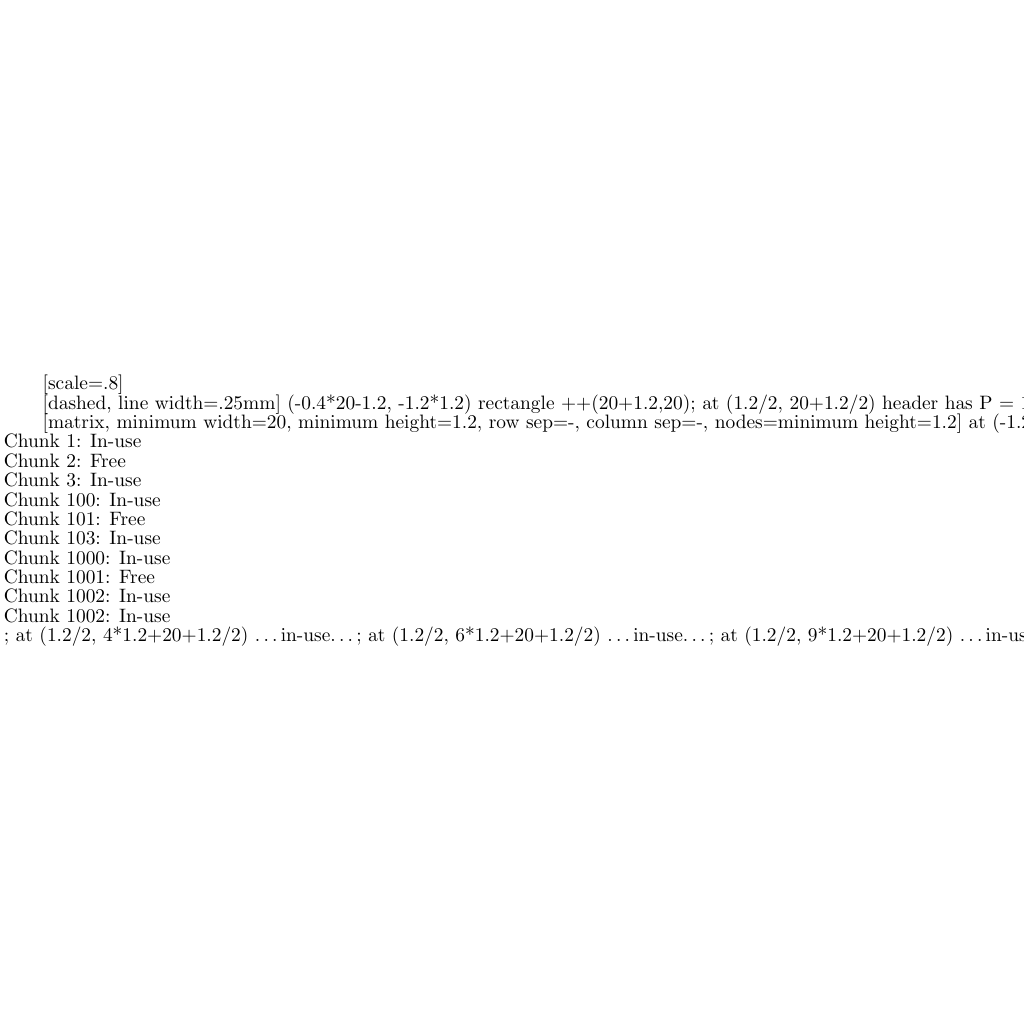 [scale=.8]
[dashed, line width=.25mm] (-0.4*20-1.2, -1.2*1.2) rectangle ++(20+1.2,20); at (1.2/2, 20+1.2/2) header has P =
[matrix, minimum width=20, minimum height=1.2, row sep=-, column sep=-, nodes=minimum height=1.2] at (-1.2
Chunk 1: In-use
Chunk 2: Free
Chunk 3: In-use
Chunk 100: In-use
Chunk 101: Free
Chunk 103: In-use
Chunk 1000: In-use
Chunk 1001: Free
Chunk 1002: In-use
Chunk 1002: In-use
; at (1.2/2, 4*1.2+20+1.2/2) …in-use…; at (1.2/2, 6*1.2+20+1.2/2) …in-use…; at (1.2/2, 9*1.2+20+1.2/2) …in-us